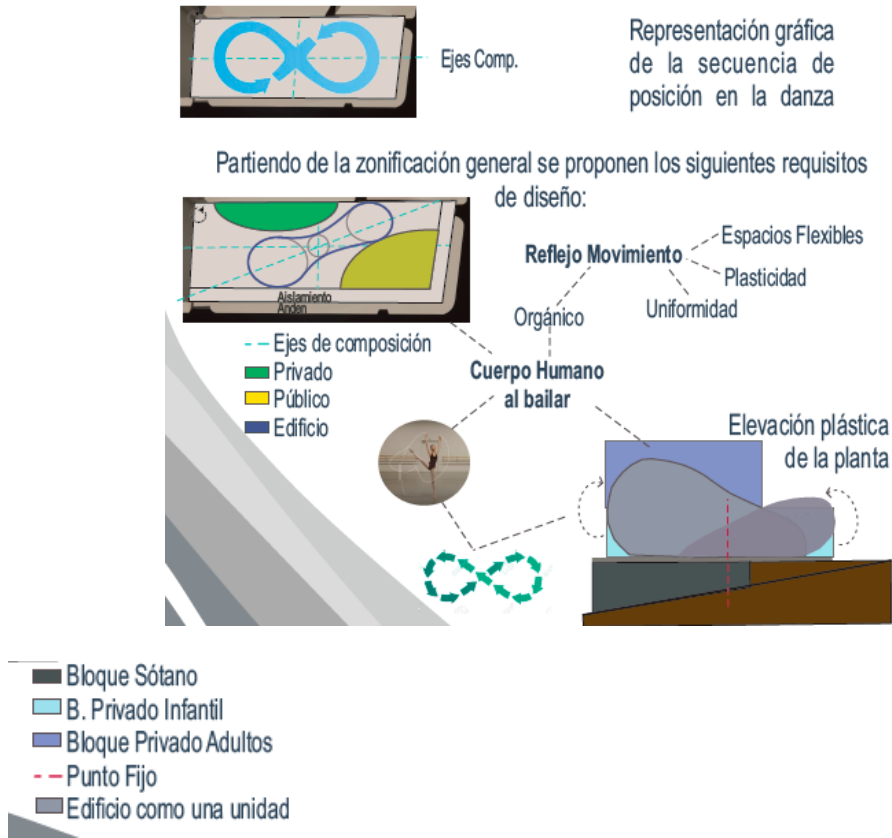 Ejes Comp.
Representación gráfica
de la secuencia de
posición en la danza
Partiendo de la zonificación general se proponen los siguientes requisitos
de diseño:
Aislamiento
Anden
Reflejo Movimiento
Espacios Flexibles
Plasticidad
Uniformidad
Orgánico
Cuerpo Humano
al bailar
Ejes de composición
Privado
Público
Edificio
Elevación plástica
de la planta
Bloque Sótano
B. Privado Infantil
Bloque Privado Adultos
Punto Fijo
Edificio como una unidad